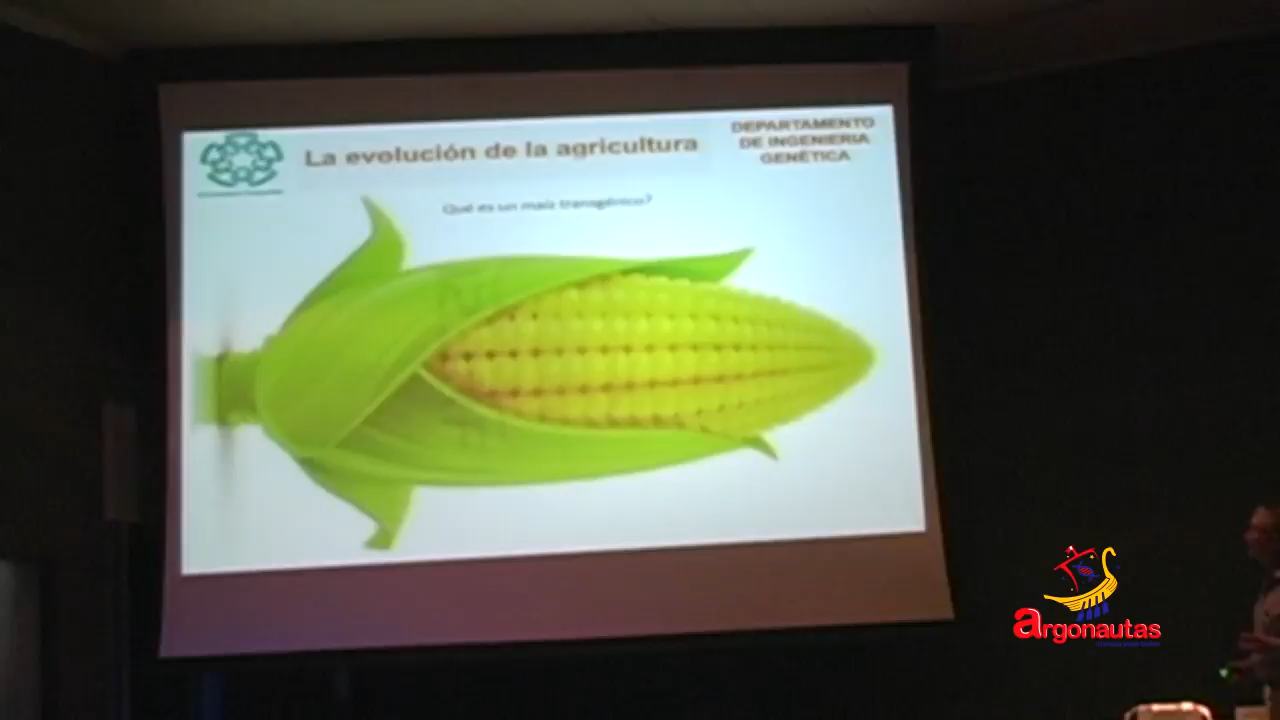 La evolución de la agricultura
DEPARTAMENTO
DE INGENIERIA
GENÉTICA
Qué es un maíz transgénico?
argonautas